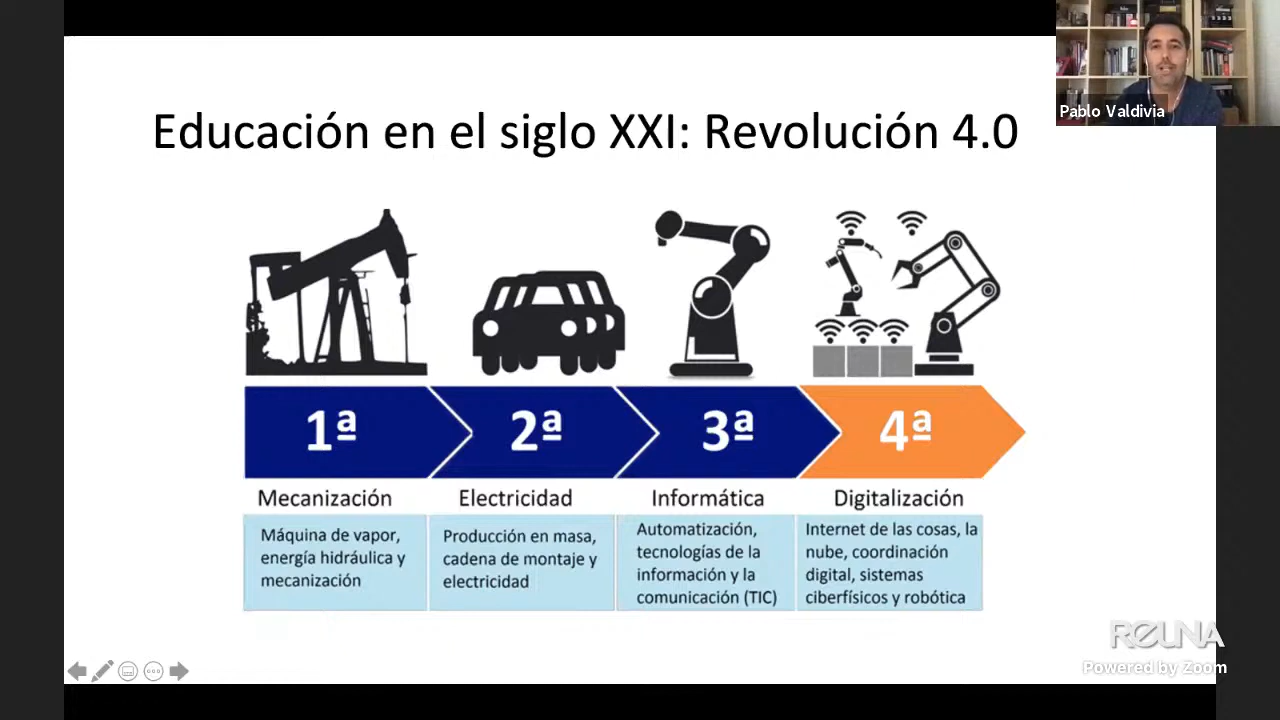 Pablo Valdivia
Educación en el siglo XXI: Revolución 4.0
1ª
2ª
3ª
4ª
Mecanización
Electricidad
Informática
Digitalización
Máquina de vapor,
energía hidráulica y
mecanización
Producción en masa,
cadena de montaje y
electricidad
Automatización,
tecnologías de la
información y la
comunicación (TIC)
Internet de las cosas, la
nube, coordinación
digital, sistemas
ciberfísicos y robótica
REUNA
Powered by Zoom